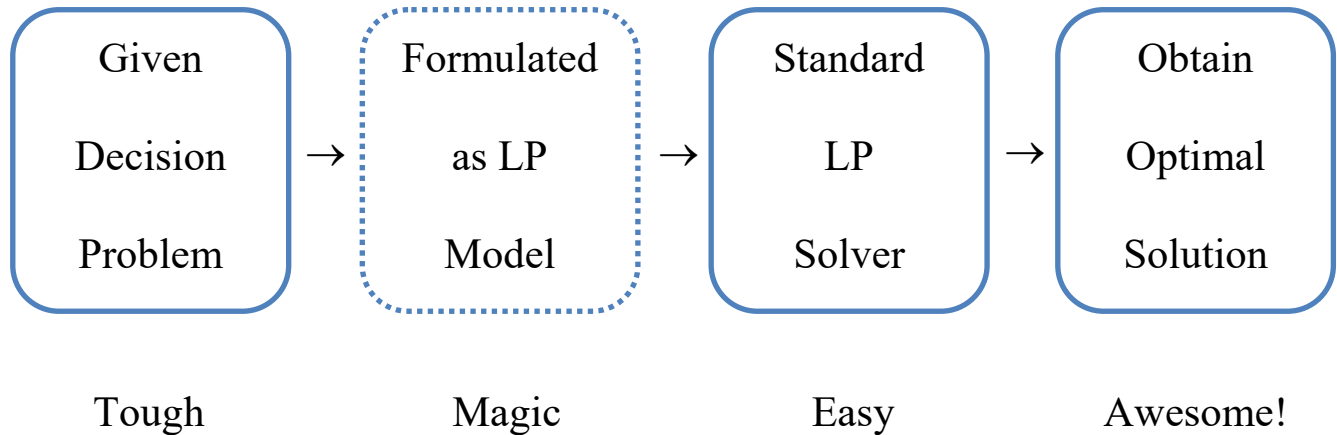 Given
Decision
Problem
→
Formulated
as LP
Model
→
Standard
LP
Solver
→
Obtain
Optimal
Solution
Tough
Magic
Easy
Awesome!